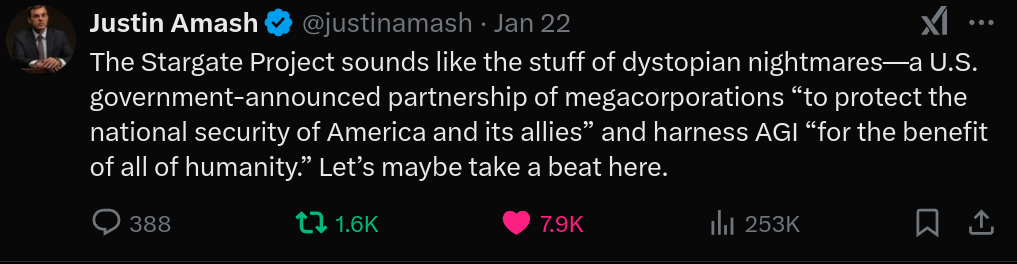 Justin Amash @justinamash · Jan 22
The Stargate Project sounds like the stuff of dystopian nightmares—a U.S.
government-announced partnership of megacorporations “to protect the
national security of America and its allies” and harness AGI “for the benefit
of all of humanity.” Let’s maybe take a beat here.
388 1.6K 7.9K 253K